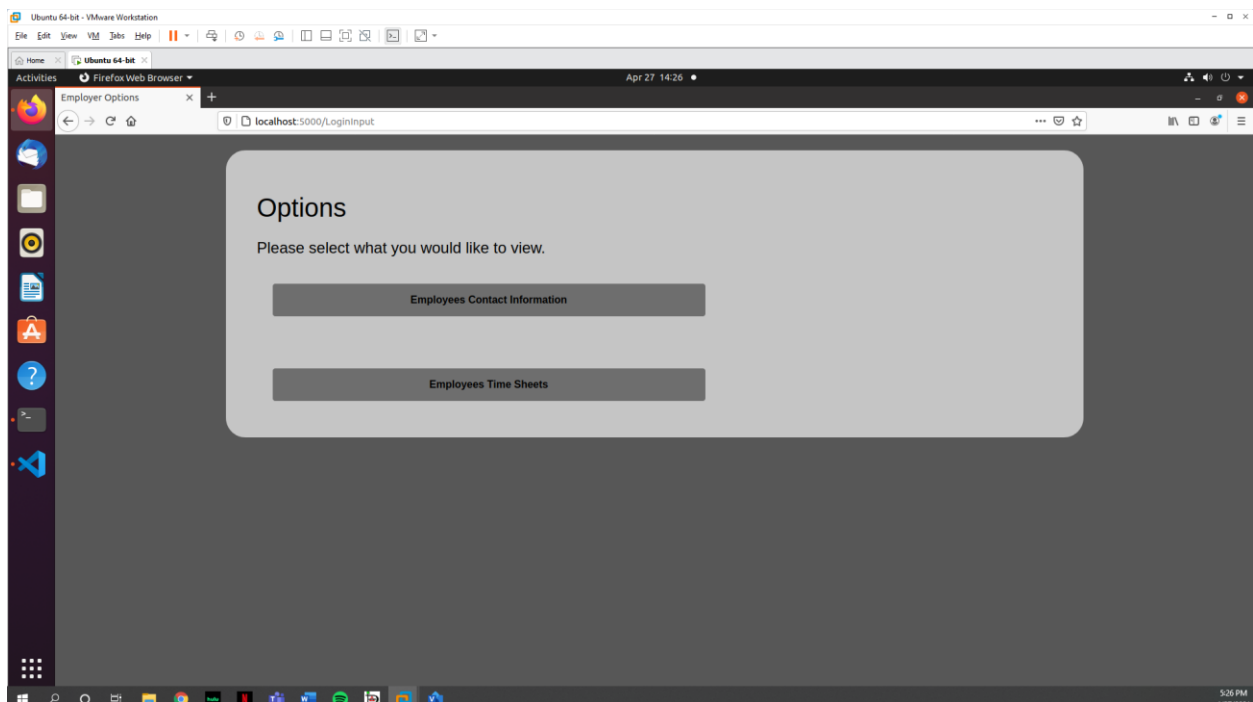 Ubuntu 64-bit - VMware Workstation
File Edit View VM Tabs Help
Home Ubuntu 64-bit
Activities Firefox Web Browser Apr 27 14:26
Employer Options
localhost:5000/LoginInput
Options
Please select what you would like to view.
Employees Contact Information
Employees Time Sheets
hulu N
5:26 PM